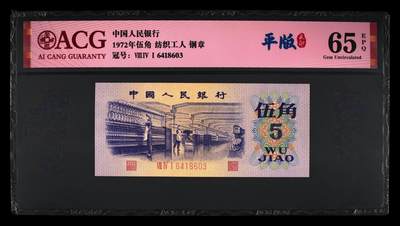 ACG
AI CANG GUARANTY
中国人民银行
1972年伍角 纺织工人 钢章
冠号：VIII IV I 6418603
平版
65
EPQ
Gem Uncirculated
中国人民银行
伍角
5
WU
JIAO
VIII IV I 6418603